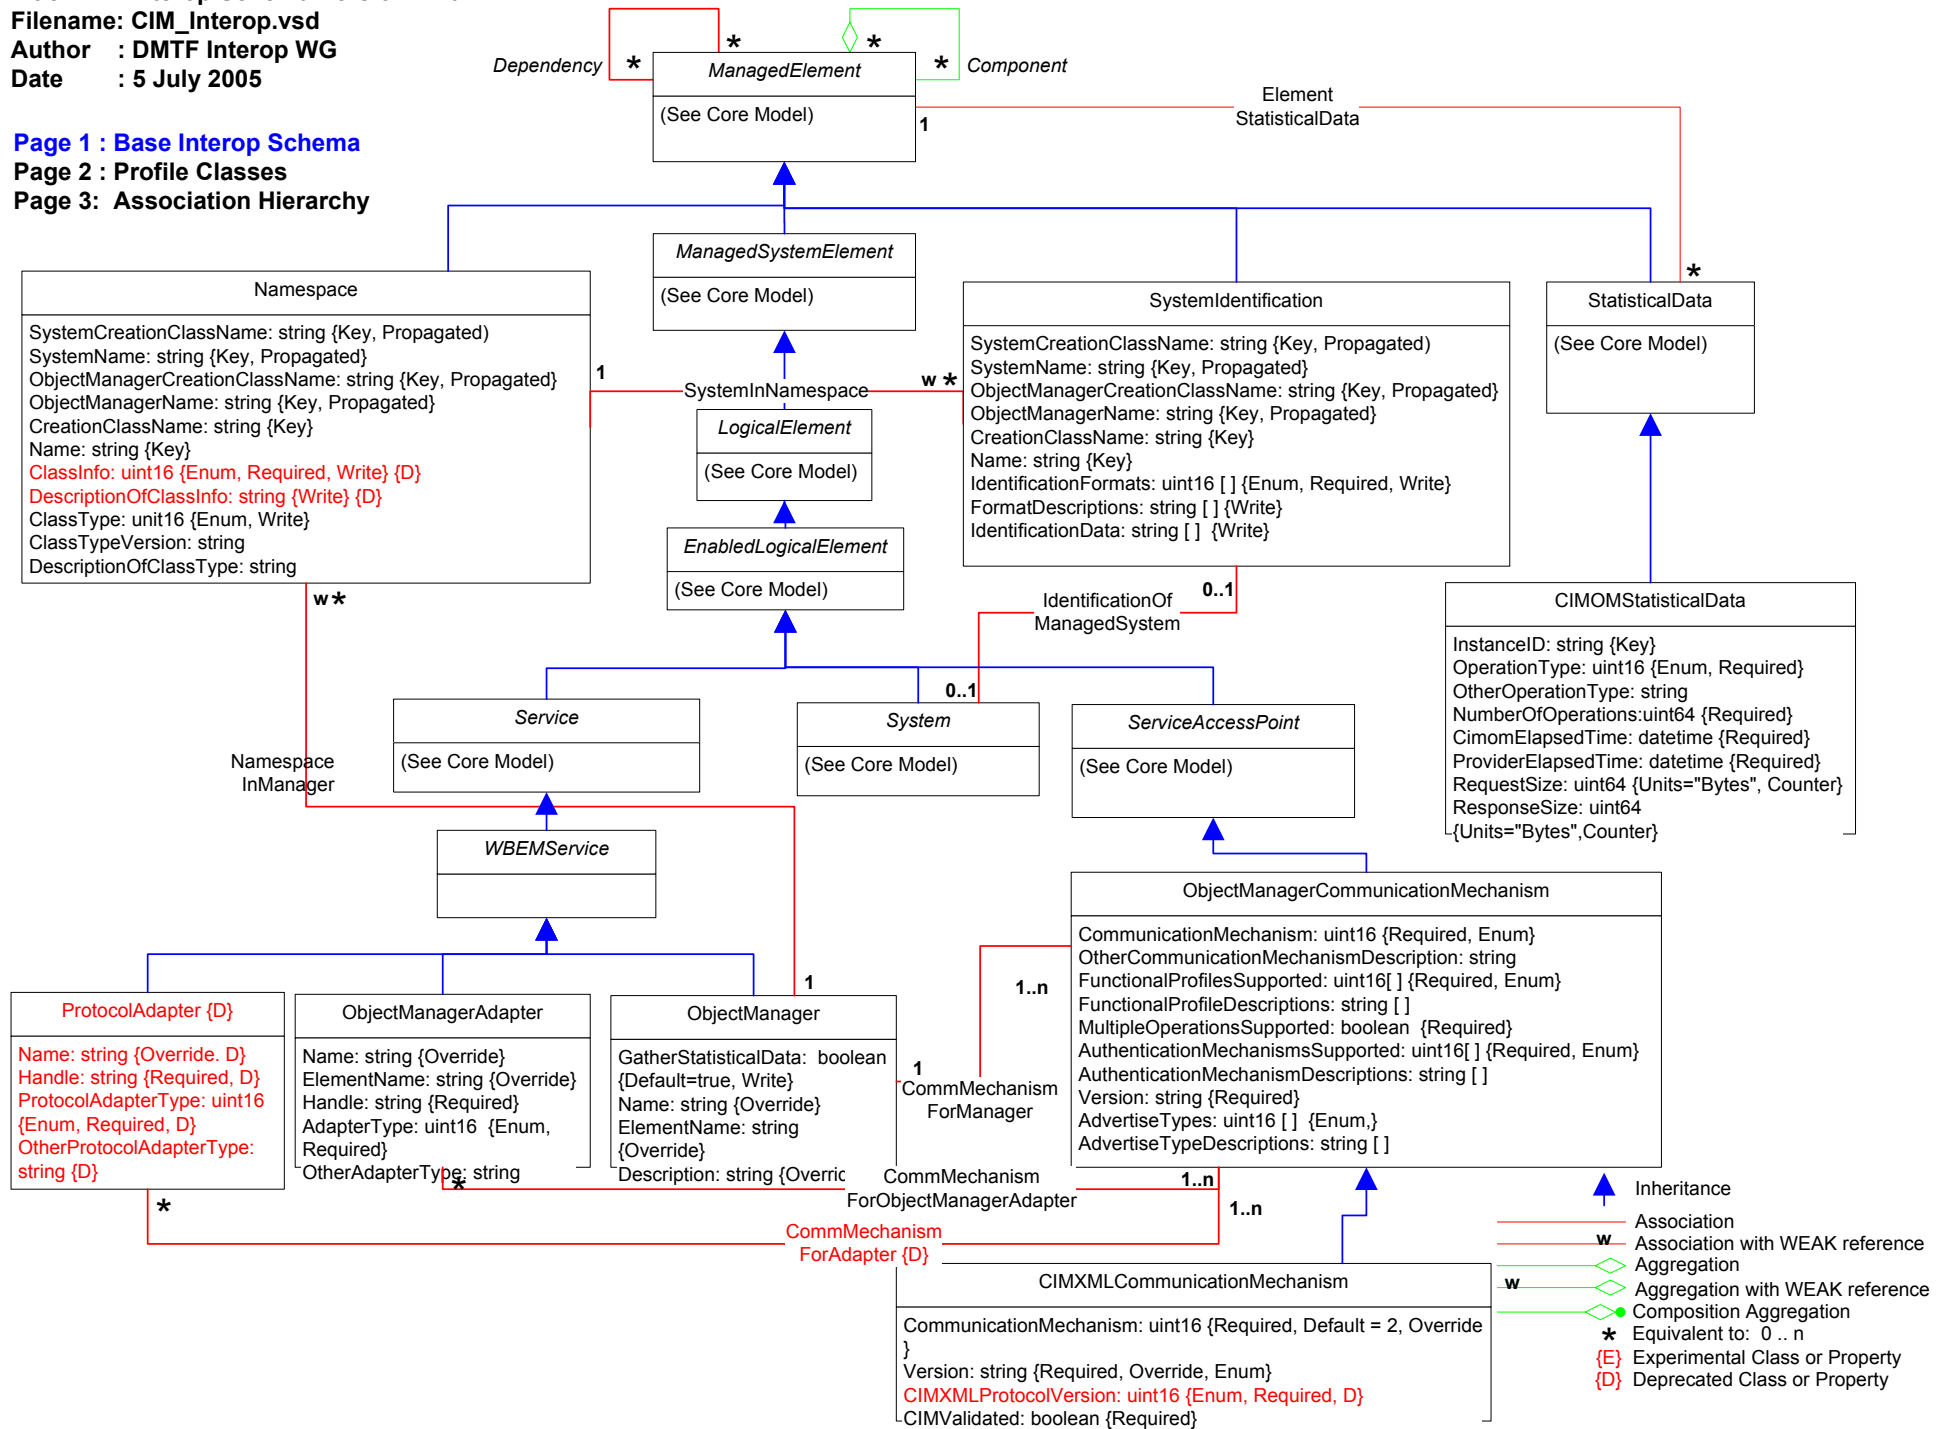 Filename: CIM_Interop.vsd
Author : DMTF Interop WG
Date : 5 July 2005
Page 1 : Base Interop Schema
Page 2 : Profile Classes
Page 3: Association Hierarchy
Dependency
*
*
*
*
Component
ManagedElement
(See Core Model)
1
Element
StatisticalData
*
ManagedSystemElement
(See Core Model)
Namespace
SystemCreationClassName: string {Key, Propagated)
SystemName: string {Key, Propagated}
ObjectManagerCreationClassName: string {Key, Propagated}
ObjectManagerName: string {Key, Propagated}
CreationClassName: string {Key}
Name: string {Key}
ClassInfo: uint16 {Enum, Required, Write} {D}
DescriptionOfClassInfo: string {Write} {D}
ClassType: unit16 {Enum, Write}
ClassTypeVersion: string
DescriptionOfClassType: string
1
SystemInNamespace
w *
SystemIdentification
SystemCreationClassName: string {Key, Propagated)
SystemName: string {Key, Propagated}
ObjectManagerCreationClassName: string {Key, Propagated}
ObjectManagerName: string {Key, Propagated}
CreationClassName: string {Key}
Name: string {Key}
IdentificationFormats: uint16 [ ] {Enum, Required, Write}
FormatDescriptions: string [ ] {Write}
IdentificationData: string [ ] {Write}
StatisticalData
(See Core Model)
LogicalElement
(See Core Model)
EnabledLogicalElement
(See Core Model)
w *
0..1
IdentificationOf
ManagedSystem
0..1
CIMOMStatisticalData
InstanceID: string {Key}
OperationType: uint16 {Enum, Required}
OtherOperationType: string
NumberOfOperations:uint64 {Required}
CimomElapsedTime: datetime {Required}
ProviderElapsedTime: datetime {Required}
RequestSize: uint64 {Units="Bytes", Counter}
ResponseSize: uint64
{Units="Bytes",Counter}
Service
(See Core Model)
System
(See Core Model)
ServiceAccessPoint
(See Core Model)
Namespace
InManager
WBEMService
ObjectManagerCommunicationMechanism
CommunicationMechanism: uint16 {Required, Enum}
OtherCommunicationMechanismDescription: string
FunctionalProfilesSupported: uint16[ ] {Required, Enum}
FunctionalProfileDescriptions: string [ ]
MultipleOperationsSupported: boolean {Required}
AuthenticationMechanismsSupported: uint16[ ] {Required, Enum}
AuthenticationMechanismDescriptions: string [ ]
Version: string {Required}
AdvertiseTypes: uint16 [ ] {Enum,}
AdvertiseTypeDescriptions: string [ ]
1
1..n
ProtocolAdapter {D}
Name: string {Override. D}
Handle: string {Required, D}
ProtocolAdapterType: uint16
{Enum, Required, D}
OtherProtocolAdapterType:
string {D}
ObjectManagerAdapter
Name: string {Override}
ElementName: string {Override}
Handle: string {Required}
AdapterType: uint16 {Enum,
Required}
OtherAdapterType: string
ObjectManager
GatherStatisticalData: boolean
{Default=true, Write}
Name: string {Override}
ElementName: string
{Override}
Description: string {Overric
1
CommMechanism
ForManager
*
CommMechanism
ForObjectManagerAdapter
1..n
*
1..n
CommMechanism
ForAdapter {D}
CIMXMLCommunicationMechanism
CommunicationMechanism: uint16 {Required, Default = 2, Override
}
Version: string {Required, Override, Enum}
CIMXMLProtocolVersion: uint16 {Enum, Required, D}
CIMValidated: boolean {Required}
Inheritance
Association
w Association with WEAK reference
Aggregation
w Aggregation with WEAK reference
Composition Aggregation
* Equivalent to: 0 .. n
{E} Experimental Class or Property
{D} Deprecated Class or Property